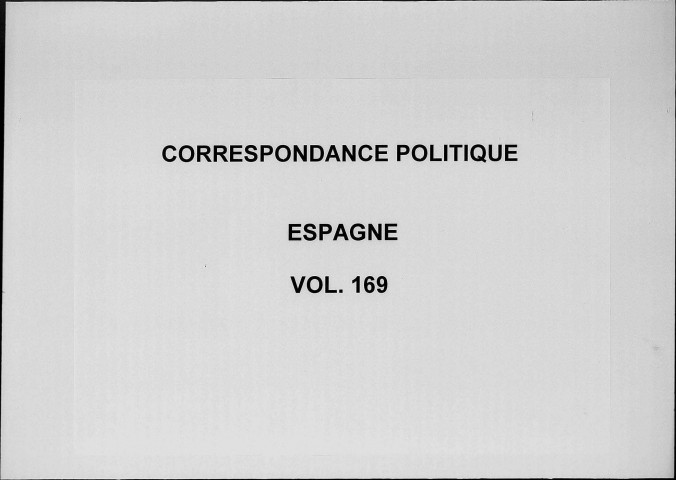 CORRESPONDANCE POLITIQUE
ESPAGNE
VOL. 169